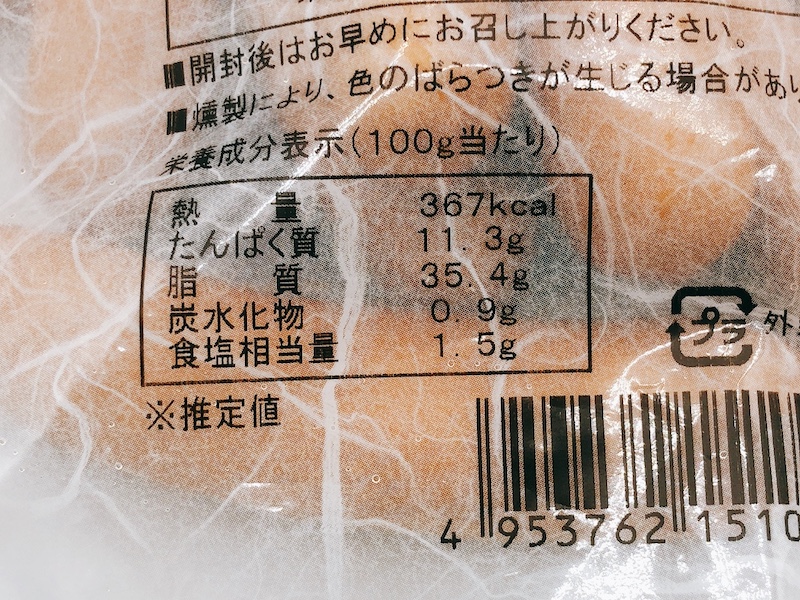 ■開封後はお早めにお召し上がりください。
■燻製により、色のばらつきが生じる場合があり
栄養成分表示(100g当たり)
熱量 367kcal
たんぱく質 11.3g
脂質 35.4g
炭水化物 0.9g
食塩相当量 1.5g
※推定値
プラ 外
4 953762 1510